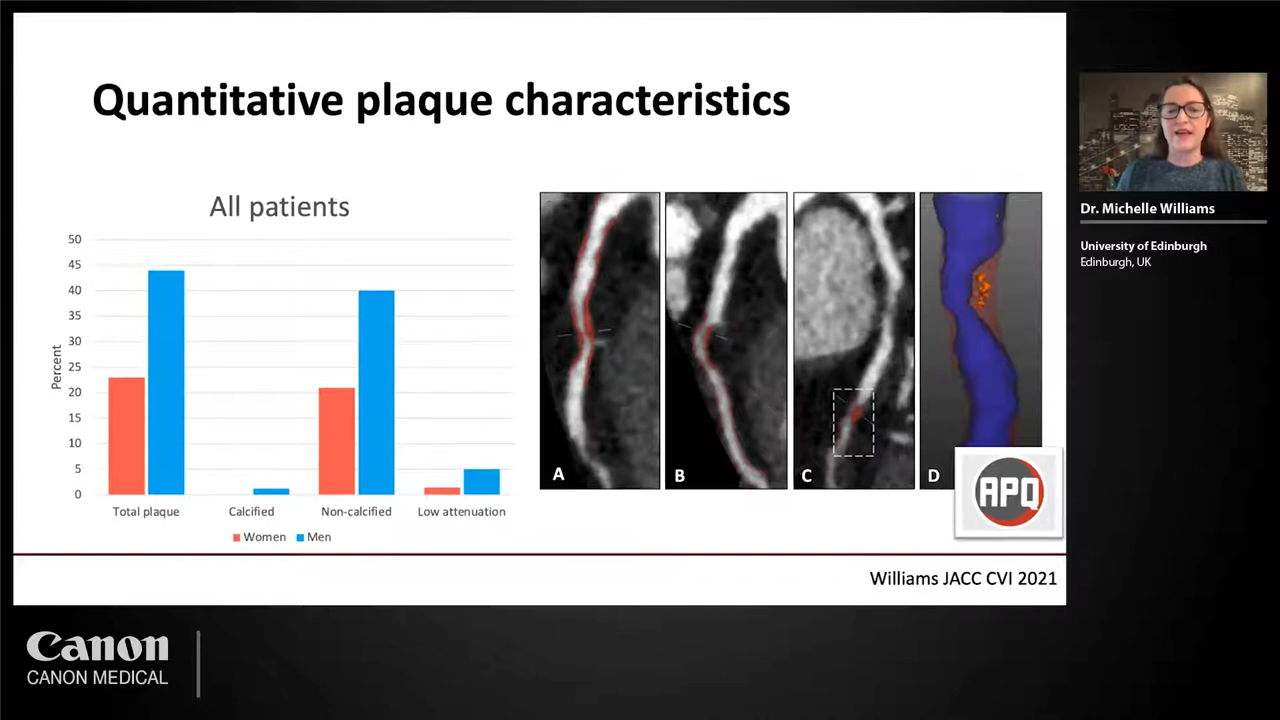 Quantitative plaque characteristics
All patients
50
45
40
35
30
25
20
15
10
5
0
Percent
Total plaque
Calcified
Non-calcified
Low attenuation
Women
Men
A
B
C
D
APQ
Williams JACC CVI 2021
Dr. Michelle Williams
University of Edinburgh
Edinburgh, UK
Canon
CANON MEDICAL